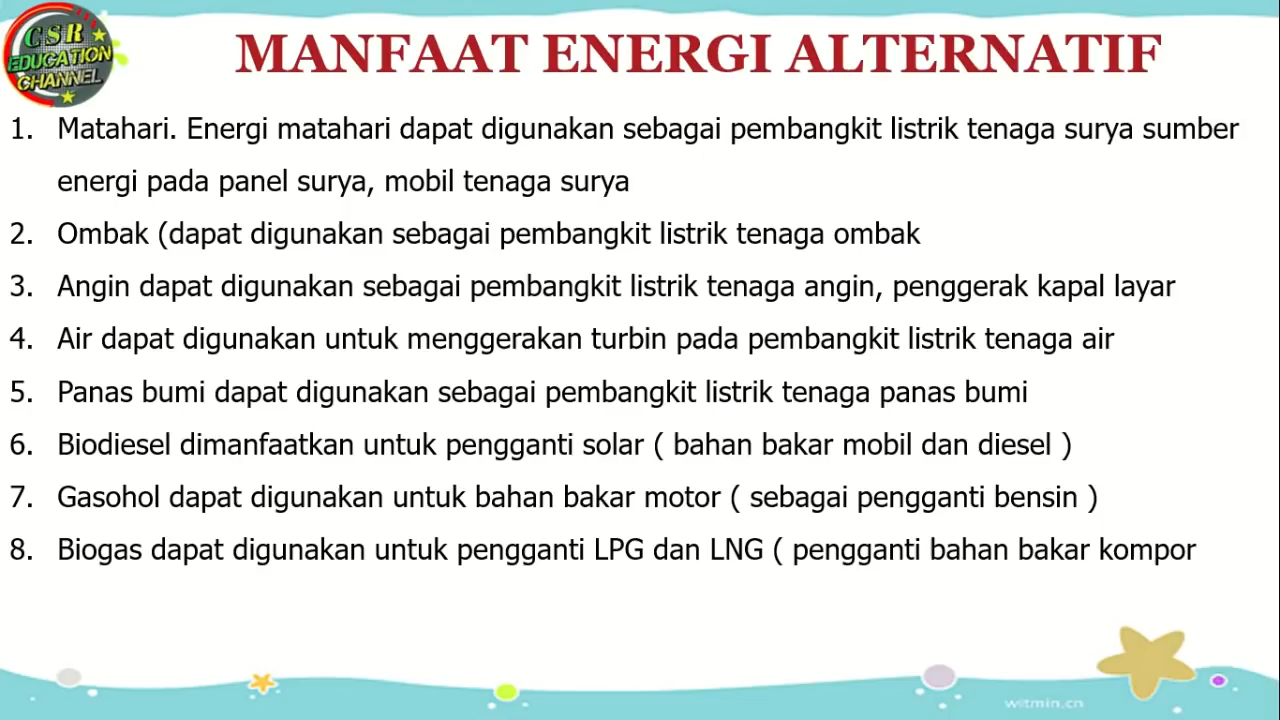 CSR
EDUCATION
CHANNEL
MANFAAT ENERGI ALTERNATIF
1. Matahari. Energi matahari dapat digunakan sebagai pembangkit listrik tenaga surya sumber
energi pada panel surya, mobil tenaga surya
2. Ombak (dapat digunakan sebagai pembangkit listrik tenaga ombak
3. Angin dapat digunakan sebagai pembangkit listrik tenaga angin, penggerak kapal layar
4. Air dapat digunakan untuk menggerakan turbin pada pembangkit listrik tenaga air
5. Panas bumi dapat digunakan sebagai pembangkit listrik tenaga panas bumi
6. Biodiesel dimanfaatkan untuk pengganti solar ( bahan bakar mobil dan diesel )
7. Gasohol dapat digunakan untuk bahan bakar motor ( sebagai pengganti bensin )
8. Biogas dapat digunakan untuk pengganti LPG dan LNG ( pengganti bahan bakar kompor
witmin.cn